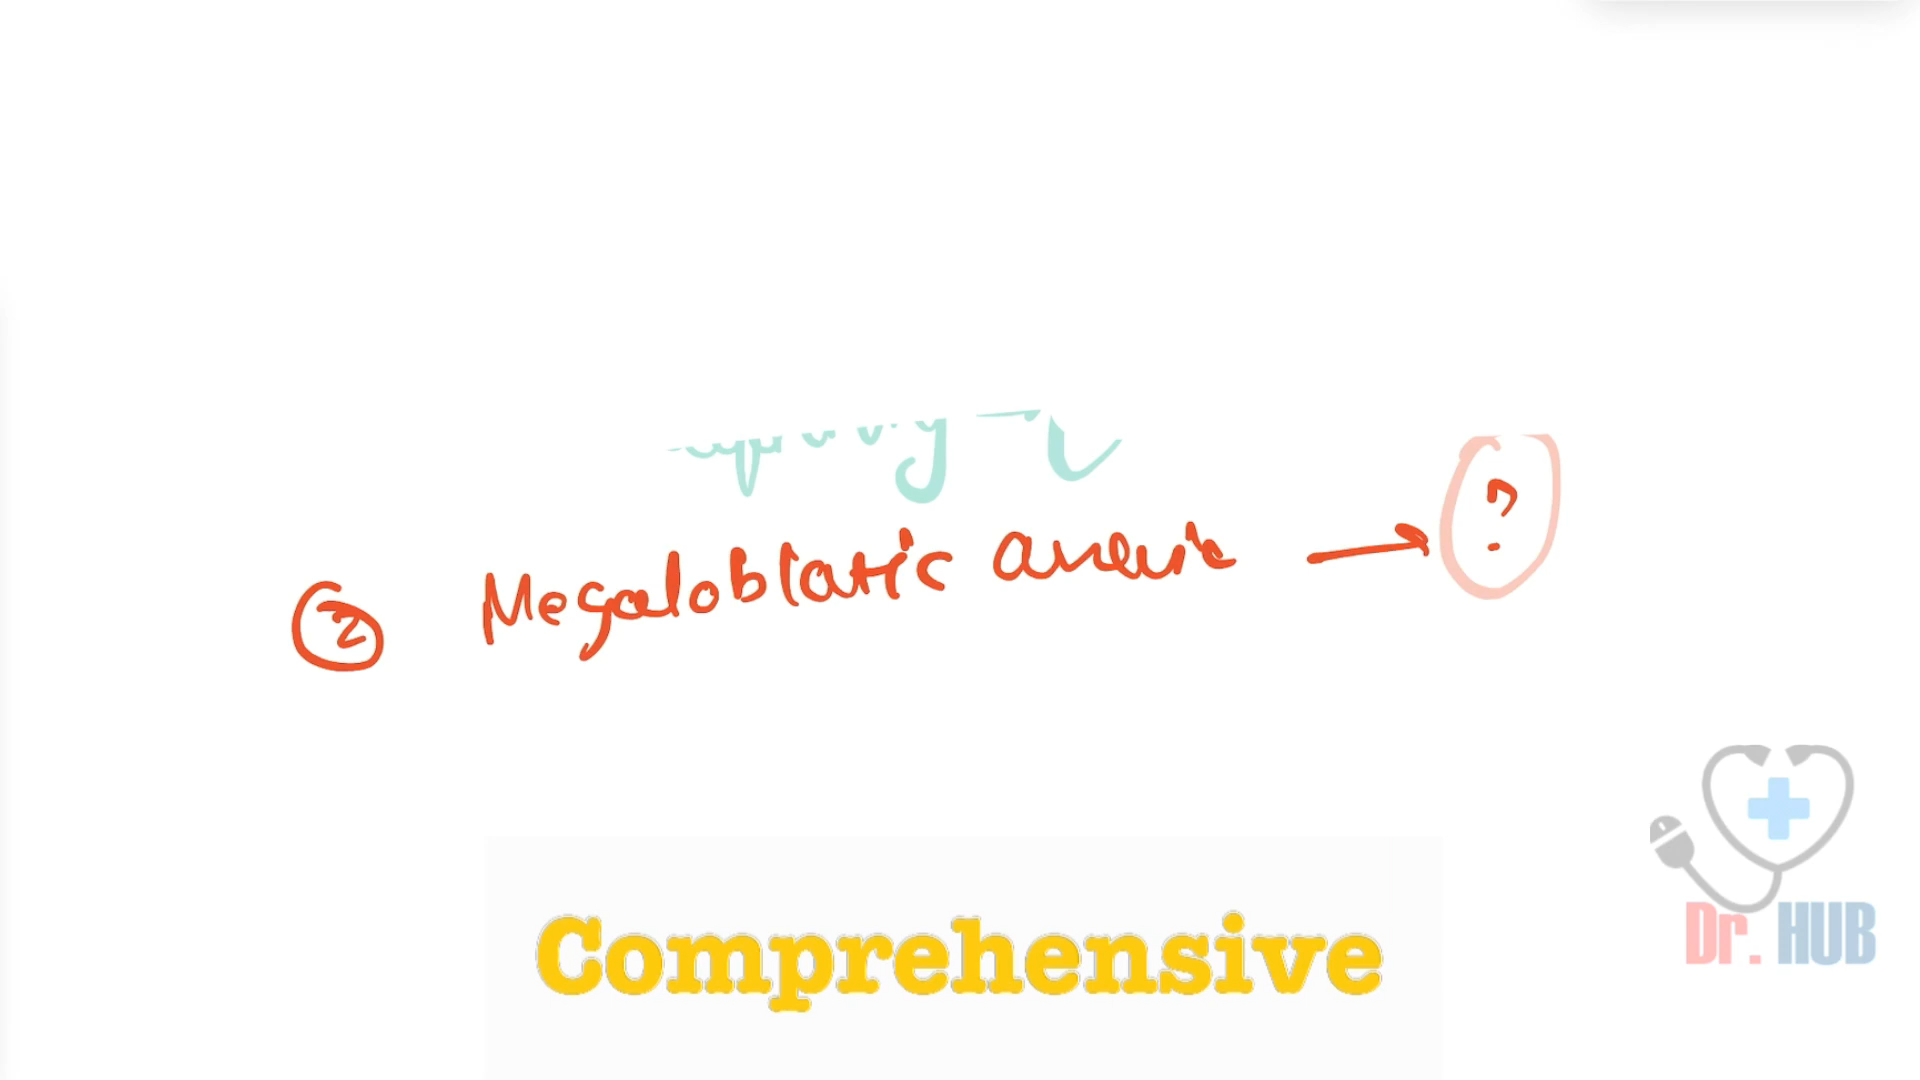 ② Megaloblastic anemia → ?
Comprehensive
Dr. HUB